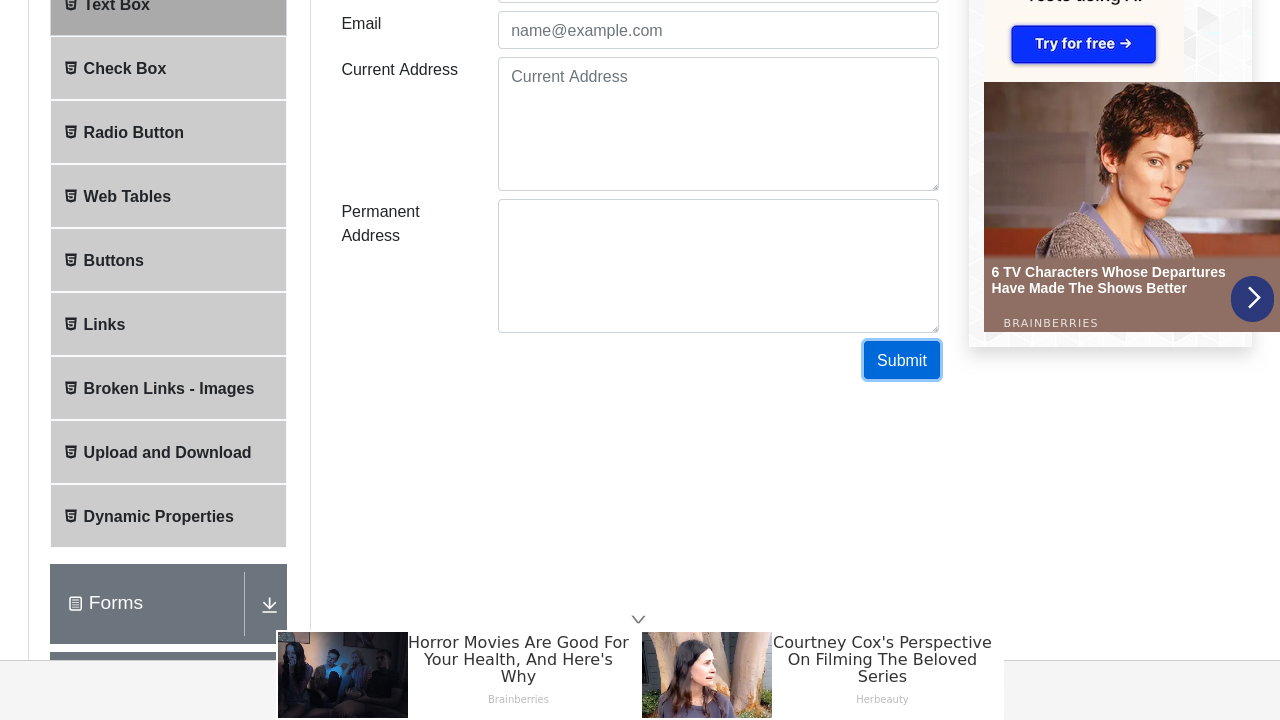 Text Box
Check Box
Radio Button
Web Tables
Buttons
Links
Broken Links - Images
Upload and Download
Dynamic Properties
Forms
Email
name@example.com
Current Address
Current Address
Permanent
Address
Submit
Try for free →
6 TV Characters Whose Departures
Have Made The Shows Better
BRAINBERRIES
Horror Movies Are Good For
Your Health, And Here's
Why
Brainberries
Courtney Cox's Perspective
On Filming The Beloved
Series
Herbeauty